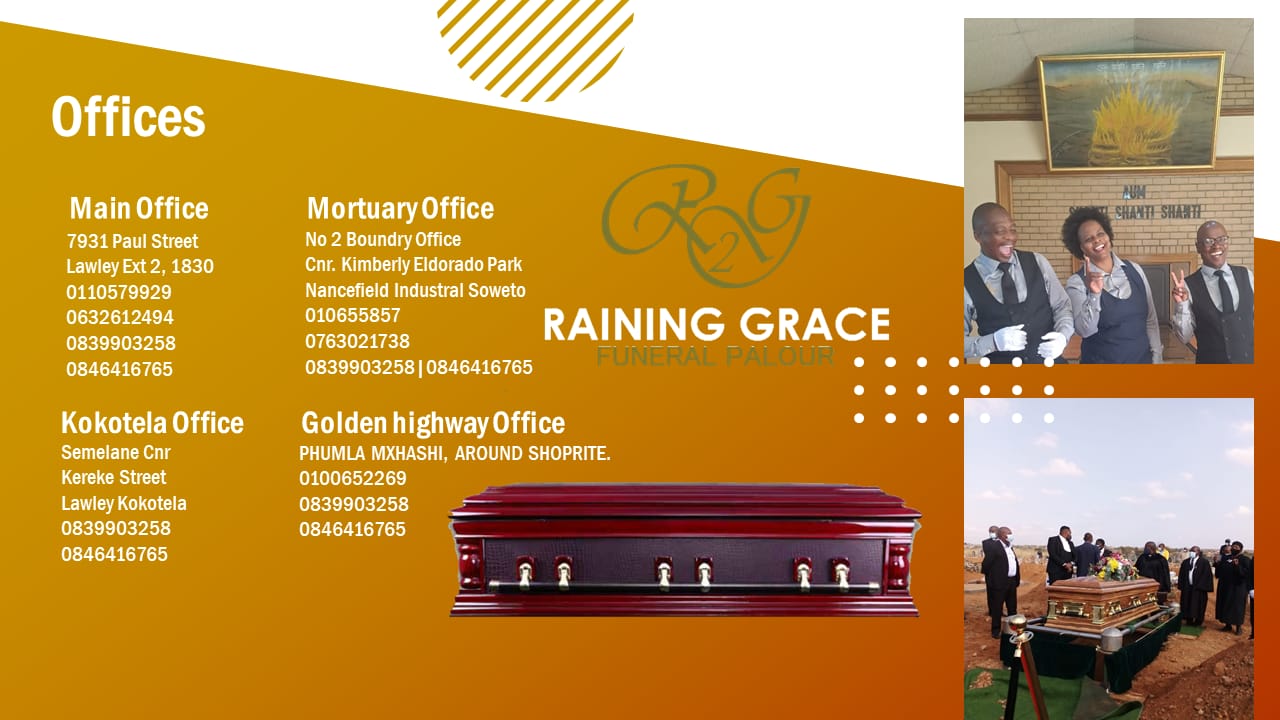 Offices
Main Office
7931 Paul Street
Lawley Ext 2, 1830
0110579929
0632612494
0839903258
0846416765
Mortuary Office
No 2 Boundry Office
Cnr. Kimberly Eldorado Park
Nancefield Industral Soweto
010655857
0763021738
0839903258|0846416765
Kokotela Office
Semelane Cnr
Kereke Street
Lawley Kokotela
0839903258
0846416765
Golden highway Office
PHUMLA MXHASHI, AROUND SHOPRITE.
0100652269
0839903258
0846416765
R2G
RAINING GRACE
FUNERAL PALOUR
AUM
SHANTI SHANTI